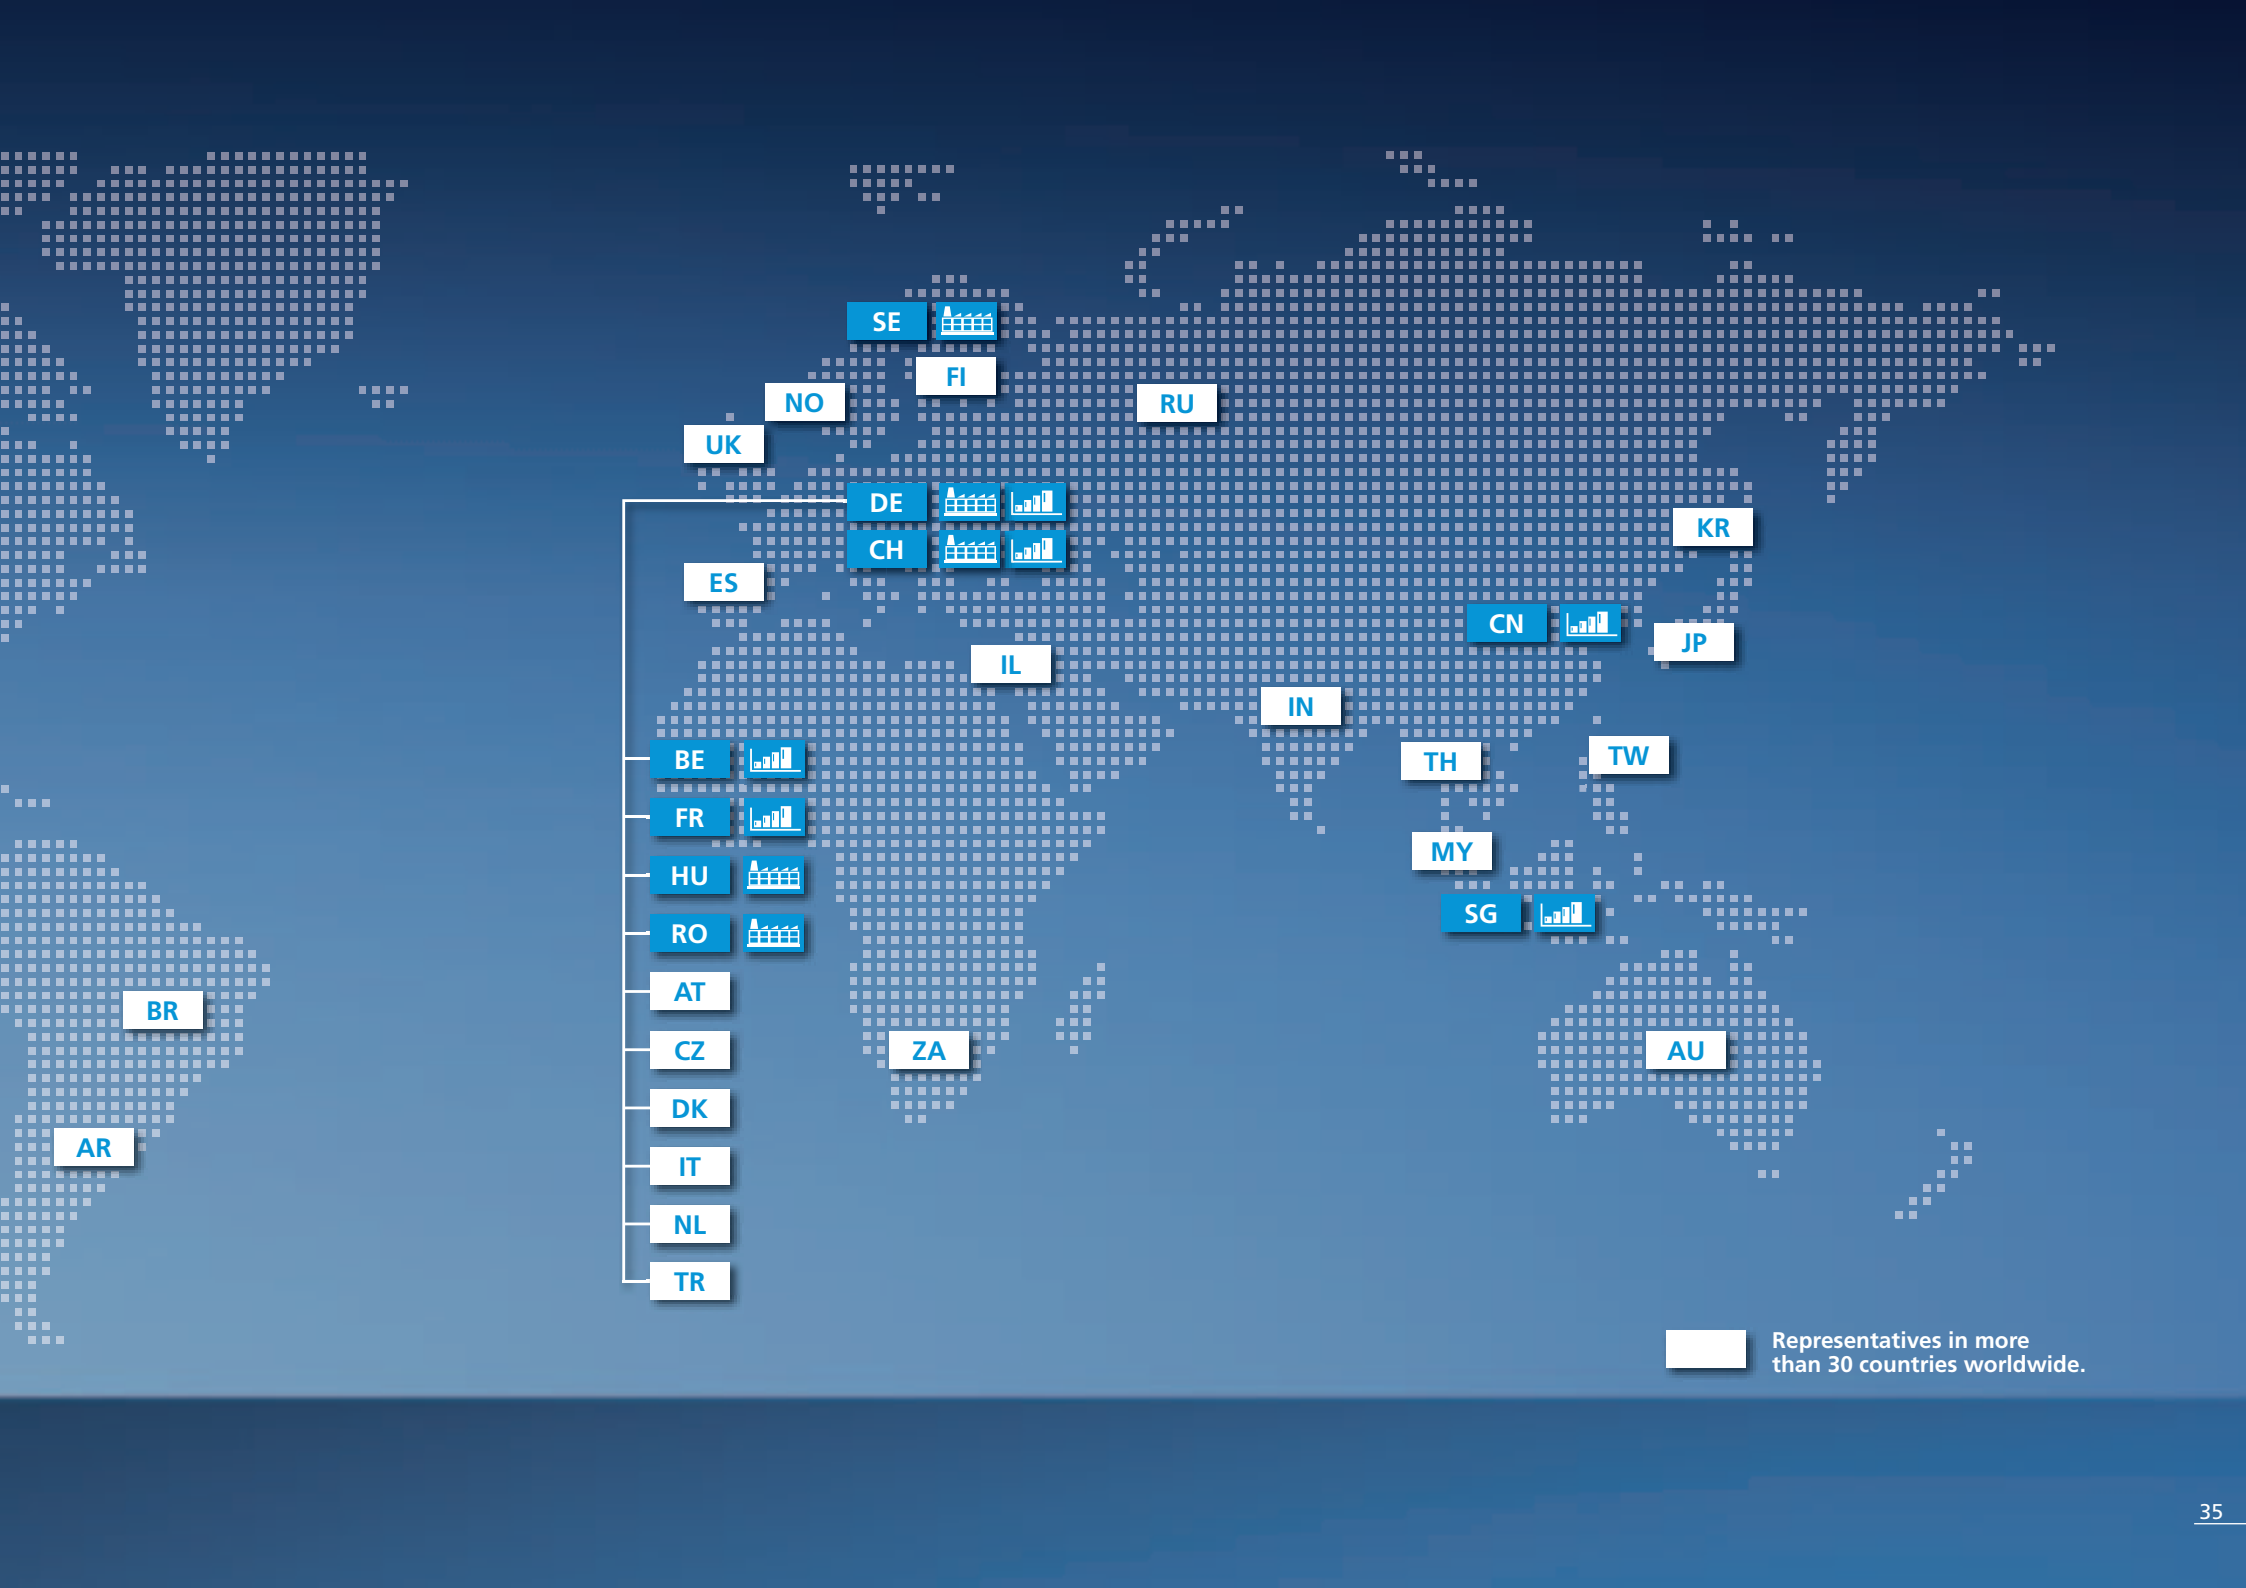 SE
FI
NO
RU
UK
DE
CH
KR
ES
CN
JP
IL
IN
BE
TH
TW
FR
MY
HU
SG
RO
AT
BR
CZ
ZA
AU
DK
AR
IT
NL
TR
Representatives in more
than 30 countries worldwide.
35